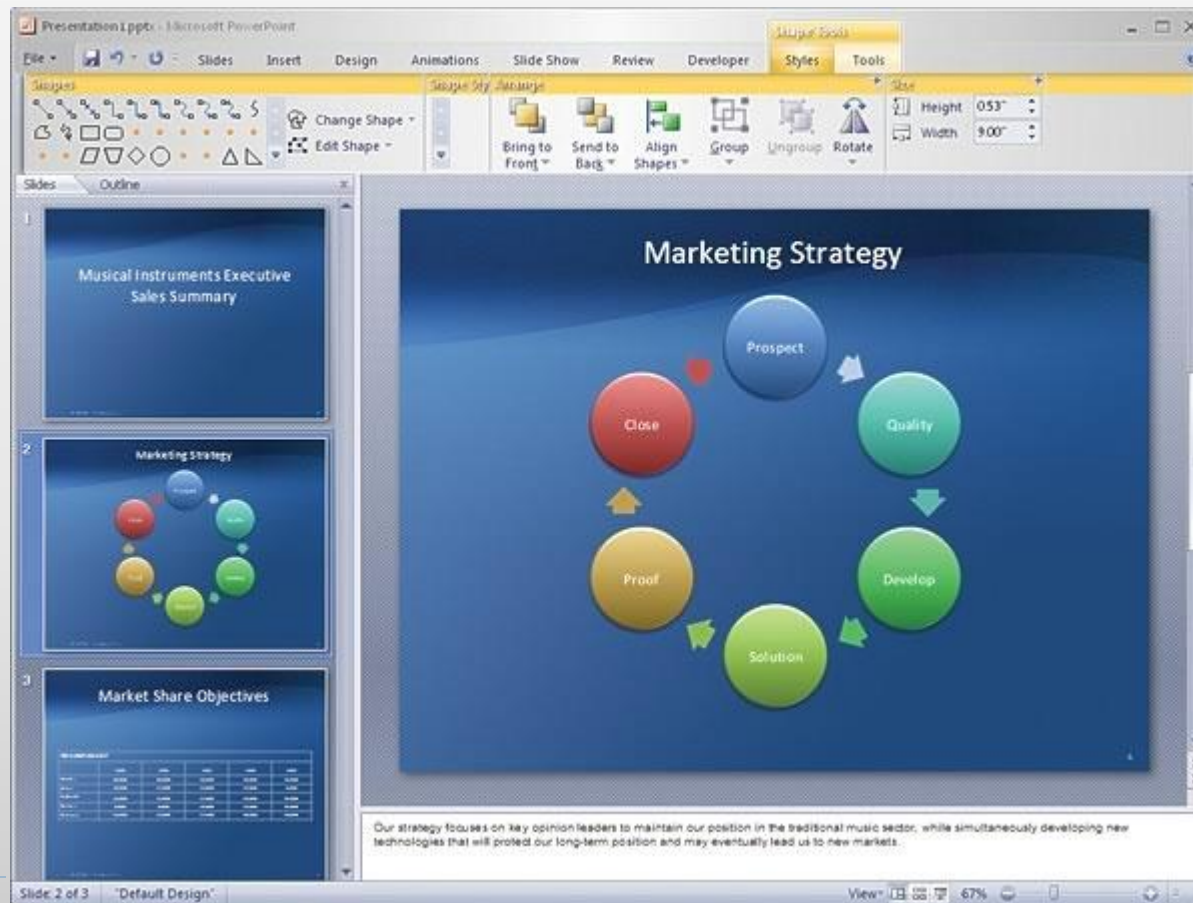 Presentation1.pptx - Microsoft PowerPoint
Shape Tools
File
Slides
Insert
Design
Animations
Slide Show
Review
Developer
Styles
Tools
Shapes
Arrange
Size
Change Shape
Edit Shape
Bring to Front
Send to Back
Align Shapes
Group
Ungroup
Rotate
Height 0.53"
Width 9.00"
Slides
Outline
1
Musical Instruments Executive
Sales Summary
2
Marketing Strategy
3
Market Share Objectives
Marketing Strategy
Prospect
Quality
Develop
Solution
Proof
Close
Our strategy focuses on key opinion leaders to maintain our position in the traditional music sector, while simultaneously developing new
technologies that will protect our long-term position and may eventually lead us to new markets.
Slide: 2 of 3
"Default Design"
View
67%